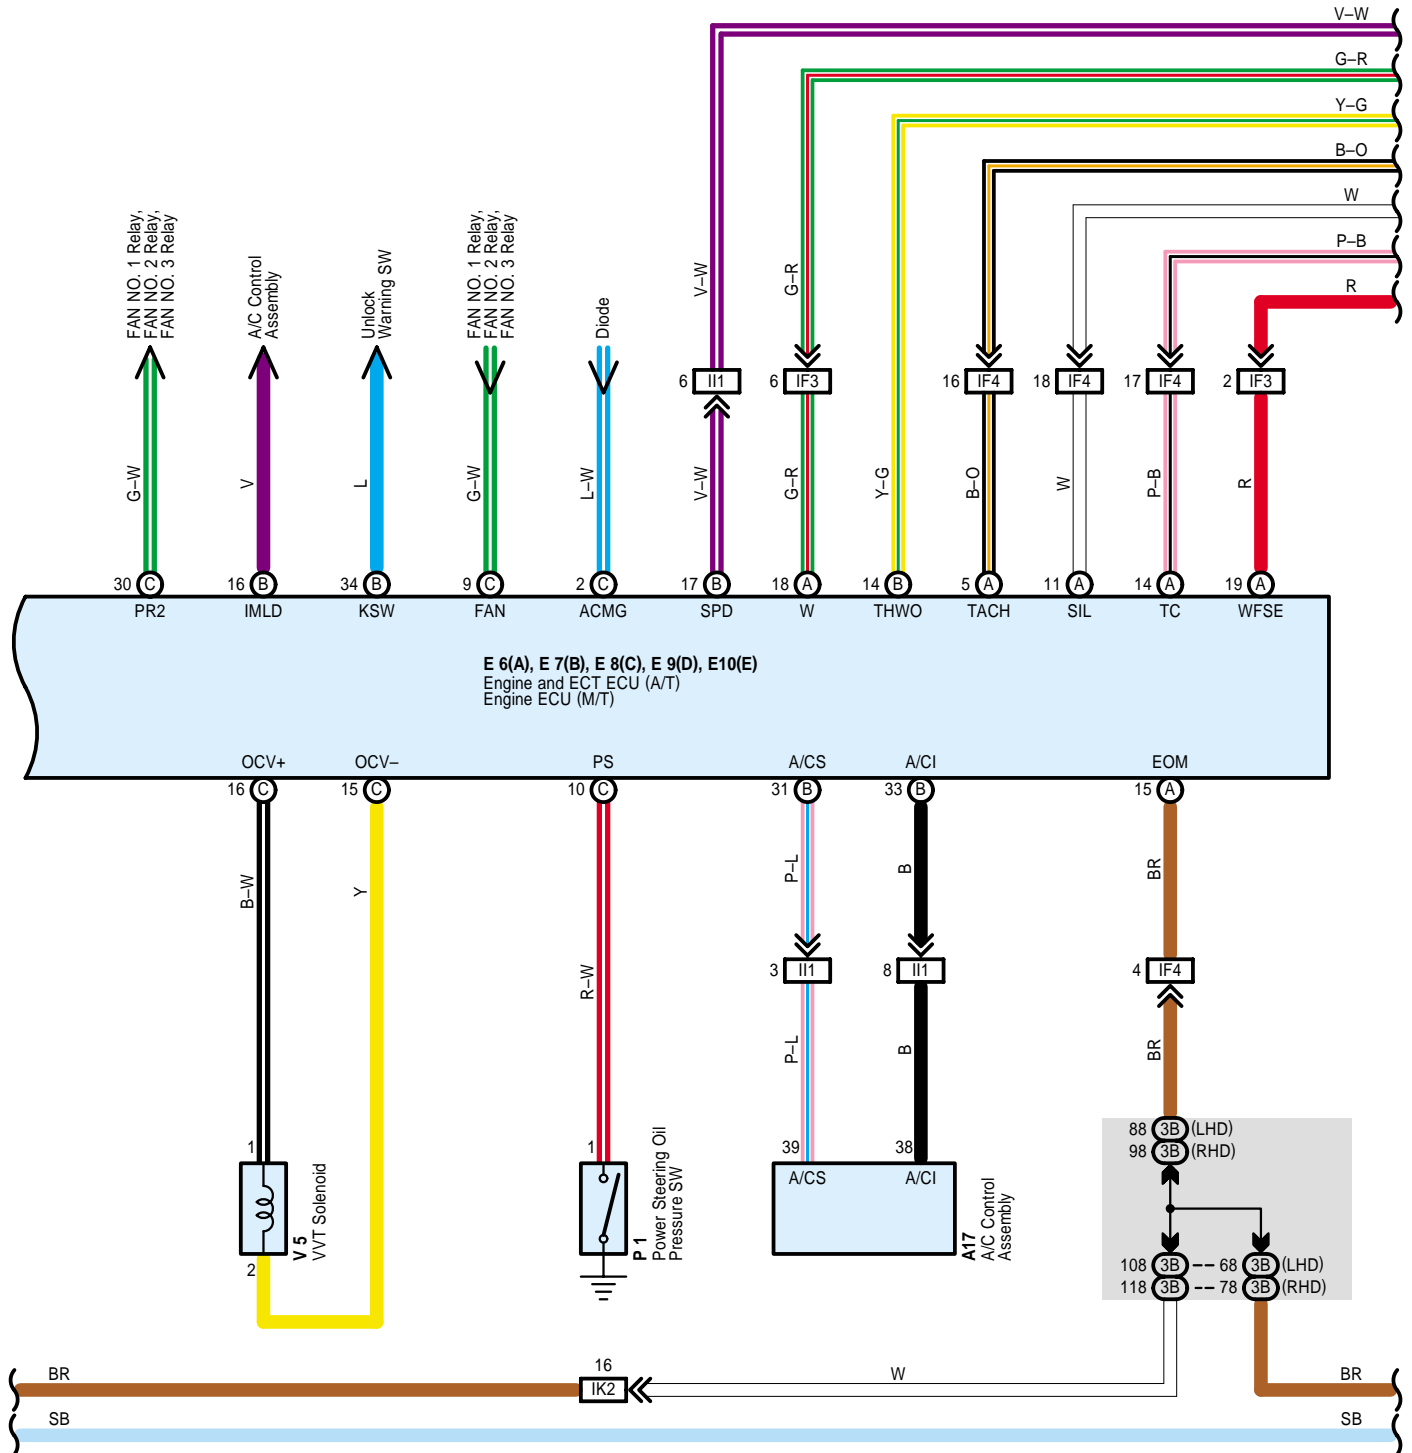 V–W
G–R
Y–G
B–O
W
P–B
R
FAN NO. 1 Relay,
FAN NO. 2 Relay,
FAN NO. 3 Relay
A/C Control
Assembly
Unlock
Warning SW
FAN NO. 1 Relay,
FAN NO. 2 Relay,
FAN NO. 3 Relay
Diode
V–W
G–R
6 II1
6 IF3
16 IF4
18 IF4
17 IF4
2 IF3
G–W
V
L
G–W
L–W
V–W
G–R
Y–G
B–O
W
P–B
R
30 C
16 B
34 B
9 C
2 C
17 B
18 A
14 B
5 A
11 A
14 A
19 A
PR2
IMLD
KSW
FAN
ACMG
SPD
W
THWO
TACH
SIL
TC
WFSE
E 6(A), E 7(B), E 8(C), E 9(D), E10(E)
Engine and ECT ECU (A/T)
Engine ECU (M/T)
OCV+
OCV–
PS
A/CS
A/CI
EOM
16 C
15 C
10 C
31 B
33 B
15 A
B–W
Y
R–W
P–L
B
BR
3 II1
8 II1
4 IF4
P–L
B
BR
1
1
39
38
A/CS
A/CI
V 5
VVT Solenoid
P 1
Power Steering Oil
Pressure SW
A17
A/C Control
Assembly
2
88 3B (LHD)
98 3B (RHD)
108 3B -- 68 3B (LHD)
118 3B -- 78 3B (RHD)
BR
16
IK2
W
BR
SB
SB